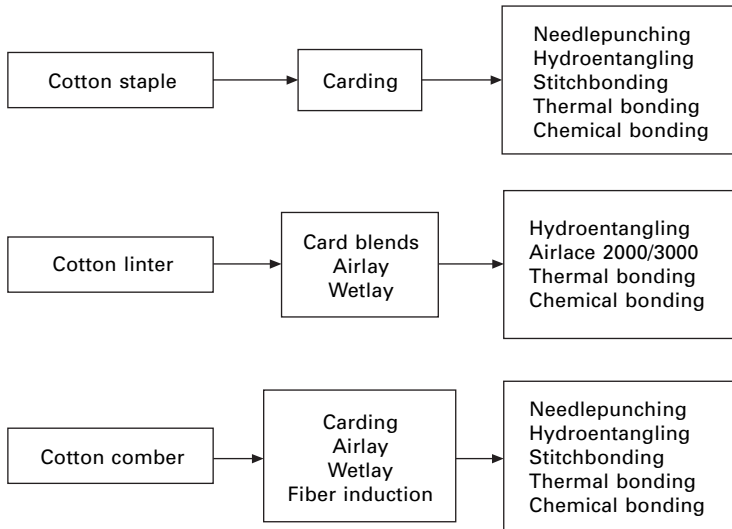 Cotton staple
Carding
Needlepunching
Hydroentangling
Stitchbonding
Thermal bonding
Chemical bonding
Cotton linter
Card blends
Airlay
Wetlay
Hydroentangling
Airlace 2000/3000
Thermal bonding
Chemical bonding
Cotton comber
Carding
Airlay
Wetlay
Fiber induction
Needlepunching
Hydroentangling
Stitchbonding
Thermal bonding
Chemical bonding